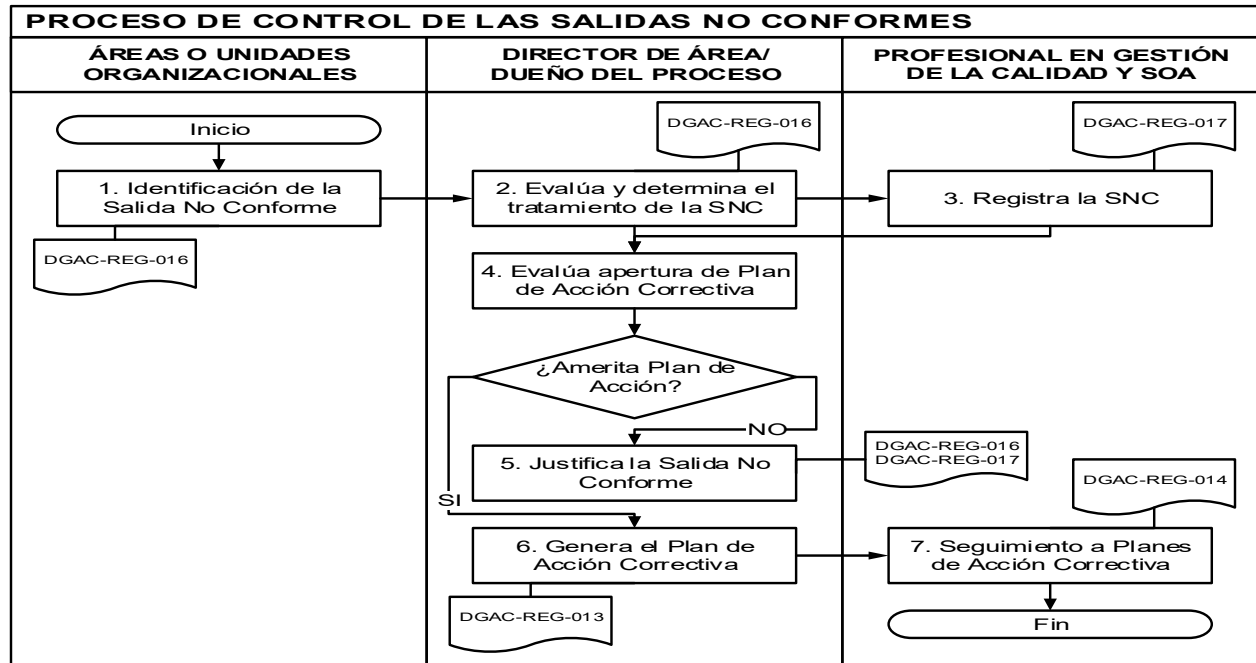 PROCESO DE CONTROL DE LAS SALIDAS NO CONFORMES
ÁREAS O UNIDADES
ORGANIZACIONALES
DIRECTOR DE ÁREA/
DUEÑO DEL PROCESO
PROFESIONAL EN GESTIÓN
DE LA CALIDAD Y SOA
Inicio
DGAC-REG-016
DGAC-REG-017
1. Identificación de la
Salida No Conforme
2. Evalúa y determina el
tratamiento de la SNC
3. Registra la SNC
DGAC-REG-016
4. Evalúa apertura de Plan
de Acción Correctiva
¿Amerita Plan de
Acción?
NO
5. Justifica la Salida No
Conforme
DGAC-REG-016
DGAC-REG-017
DGAC-REG-014
SI
6. Genera el Plan de
Acción Correctiva
7. Seguimiento a Planes
de Acción Correctiva
DGAC-REG-013
Fin